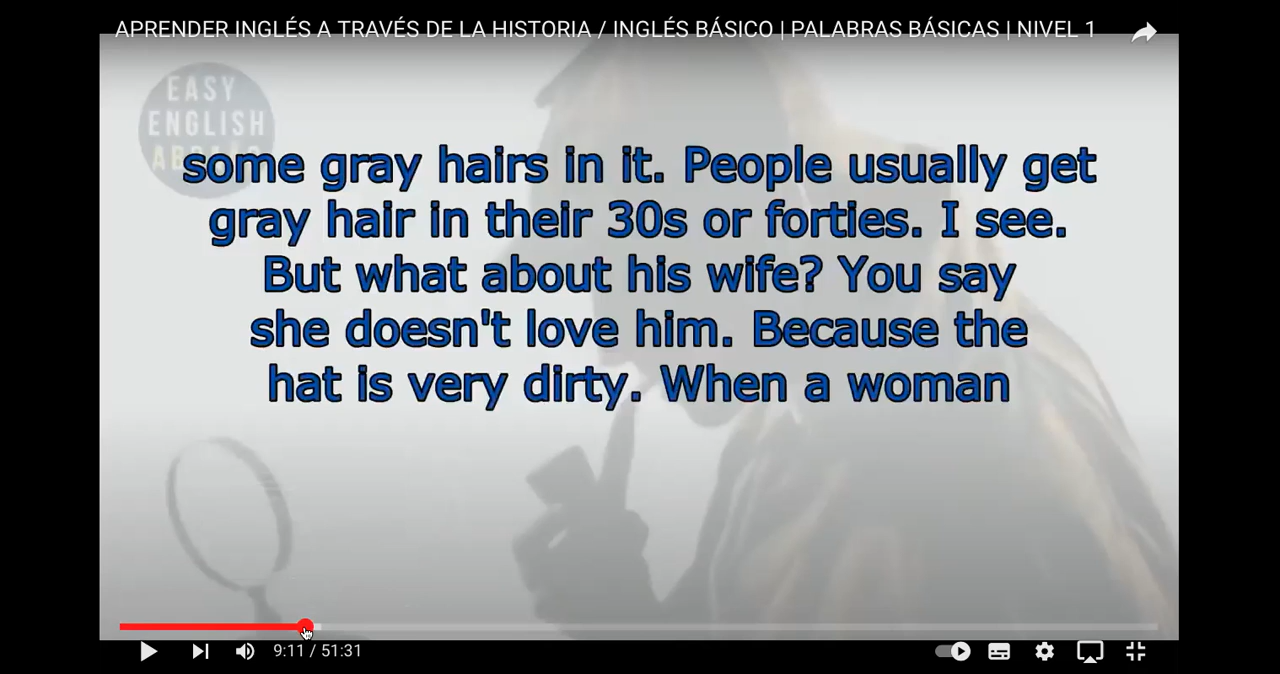 APRENDER INGLÉS A TRAVÉS DE LA HISTORIA / INGLÉS BÁSICO | PALABRAS BÁSICAS | NIVEL 1
EASY
ENGLISH
some gray hairs in it. People usually get
gray hair in their 30s or forties. I see.
But what about his wife? You say
she doesn't love him. Because the
hat is very dirty. When a woman
9:11 / 51:31